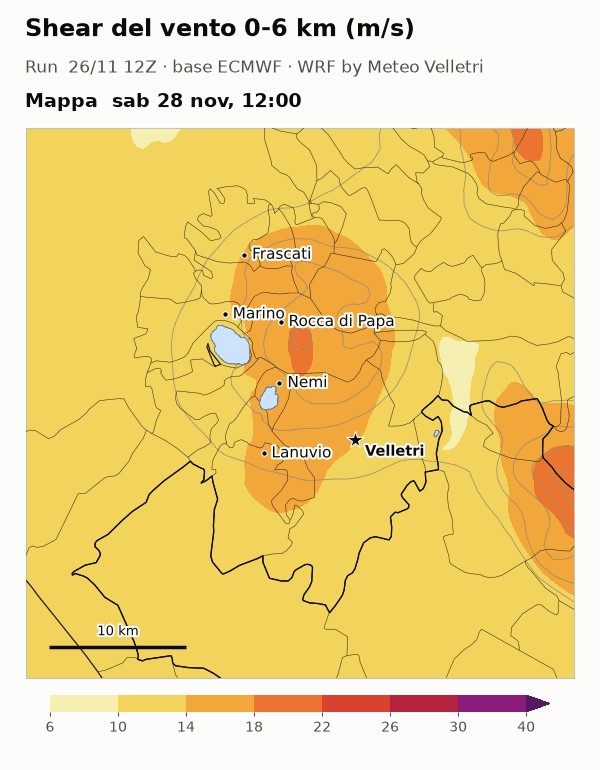 Shear del vento 0-6 km (m/s)
Run  26/11 12Z · base ECMWF · WRF by Meteo Velletri
Mappa  sab 28 nov, 12:00
Frascati
Marino
Rocca di Papa
Nemi
Velletri
Lanuvio
10 km
6 10 14 18 22 26 30 40